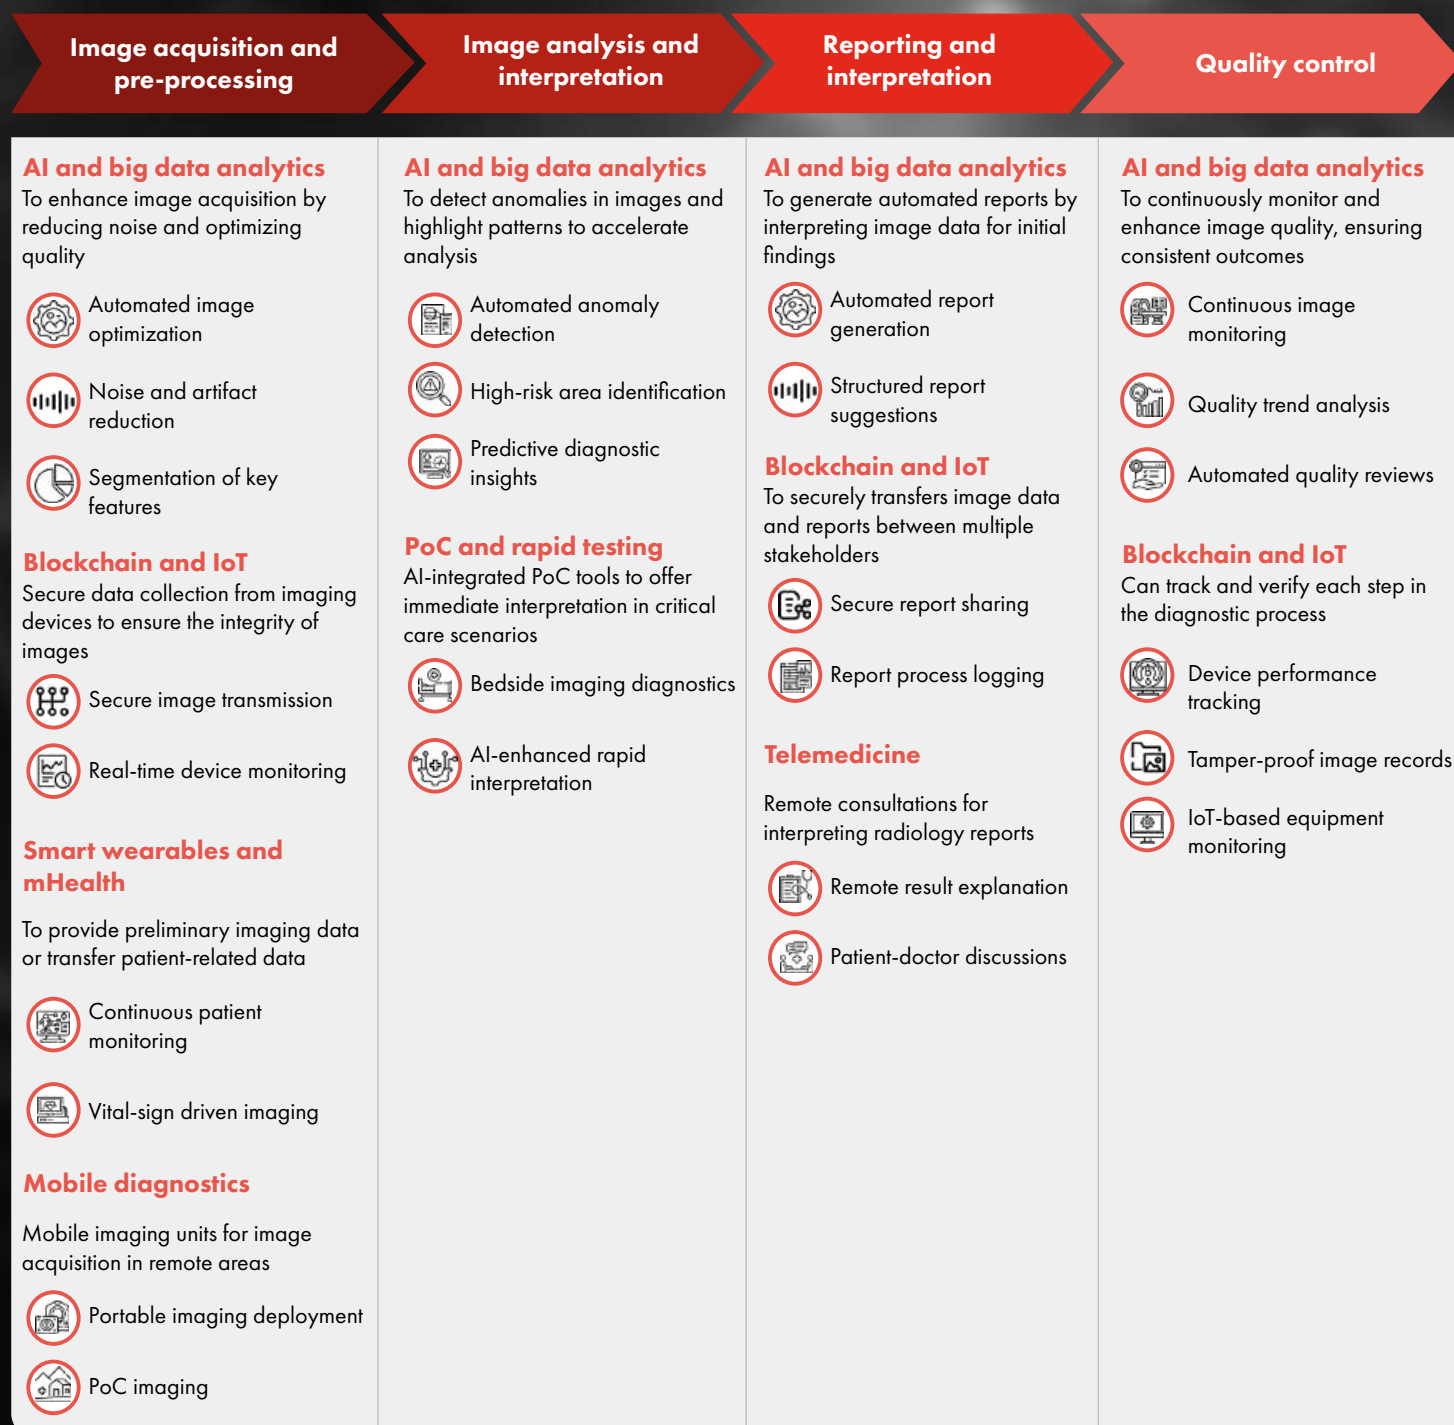 Image acquisition and
pre-processing
Image analysis and
interpretation
Reporting and
interpretation
Quality control
AI and big data analytics
To enhance image acquisition by
reducing noise and optimizing
quality
Automated image
optimization
Noise and artifact
reduction
Segmentation of key
features
Blockchain and IoT
Secure data collection from imaging
devices to ensure the integrity of
images
Secure image transmission
Real-time device monitoring
Smart wearables and
mHealth
To provide preliminary imaging data
or transfer patient-related data
Continuous patient
monitoring
Vital-sign driven imaging
Mobile diagnostics
Mobile imaging units for image
acquisition in remote areas
Portable imaging deployment
PoC imaging
AI and big data analytics
To detect anomalies in images and
highlight patterns to accelerate
analysis
Automated anomaly
detection
High-risk area identification
Predictive diagnostic
insights
PoC and rapid testing
AI-integrated PoC tools to offer
immediate interpretation in critical
care scenarios
Bedside imaging diagnostics
AI-enhanced rapid
interpretation
AI and big data analytics
To generate automated reports by
interpreting image data for initial
findings
Automated report
generation
Structured report
suggestions
Blockchain and IoT
To securely transfers image data
and reports between multiple
stakeholders
Secure report sharing
Report process logging
Telemedicine
Remote consultations for
interpreting radiology reports
Remote result explanation
Patient-doctor discussions
AI and big data analytics
To continuously monitor and
enhance image quality, ensuring
consistent outcomes
Continuous image
monitoring
Quality trend analysis
Automated quality reviews
Blockchain and IoT
Can track and verify each step in
the diagnostic process
Device performance
tracking
Tamper-proof image records
IoT-based equipment
monitoring